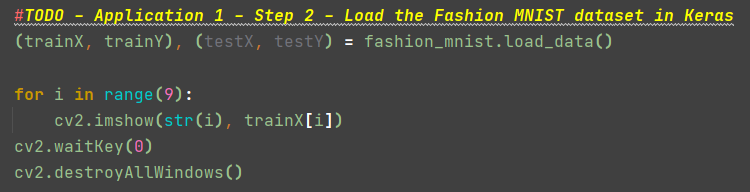 #TODO - Application 1 - Step 2 - Load the Fashion MNIST dataset in Keras
(trainX, trainY), (testX, testY) = fashion_mnist.load_data()
for i in range(9):
    cv2.imshow(str(i), trainX[i])
cv2.waitKey(0)
cv2.destroyAllWindows()